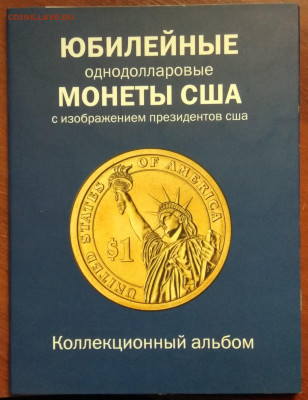 ЮБИЛЕЙНЫЕ
однодолларовые
МОНЕТЫ США
с изображением президентов сша
UNITED STATES OF AMERICA
$1
Коллекционный альбом